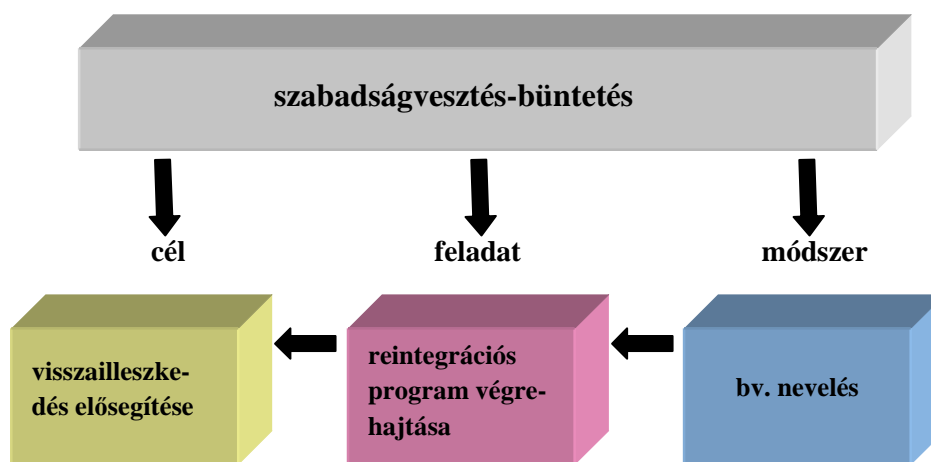 szabadságvesztés-büntetés
cél
feladat
módszer
visszailleszke-
dés elősegítése
reintegrációs
program végre-
hajtása
bv. nevelés